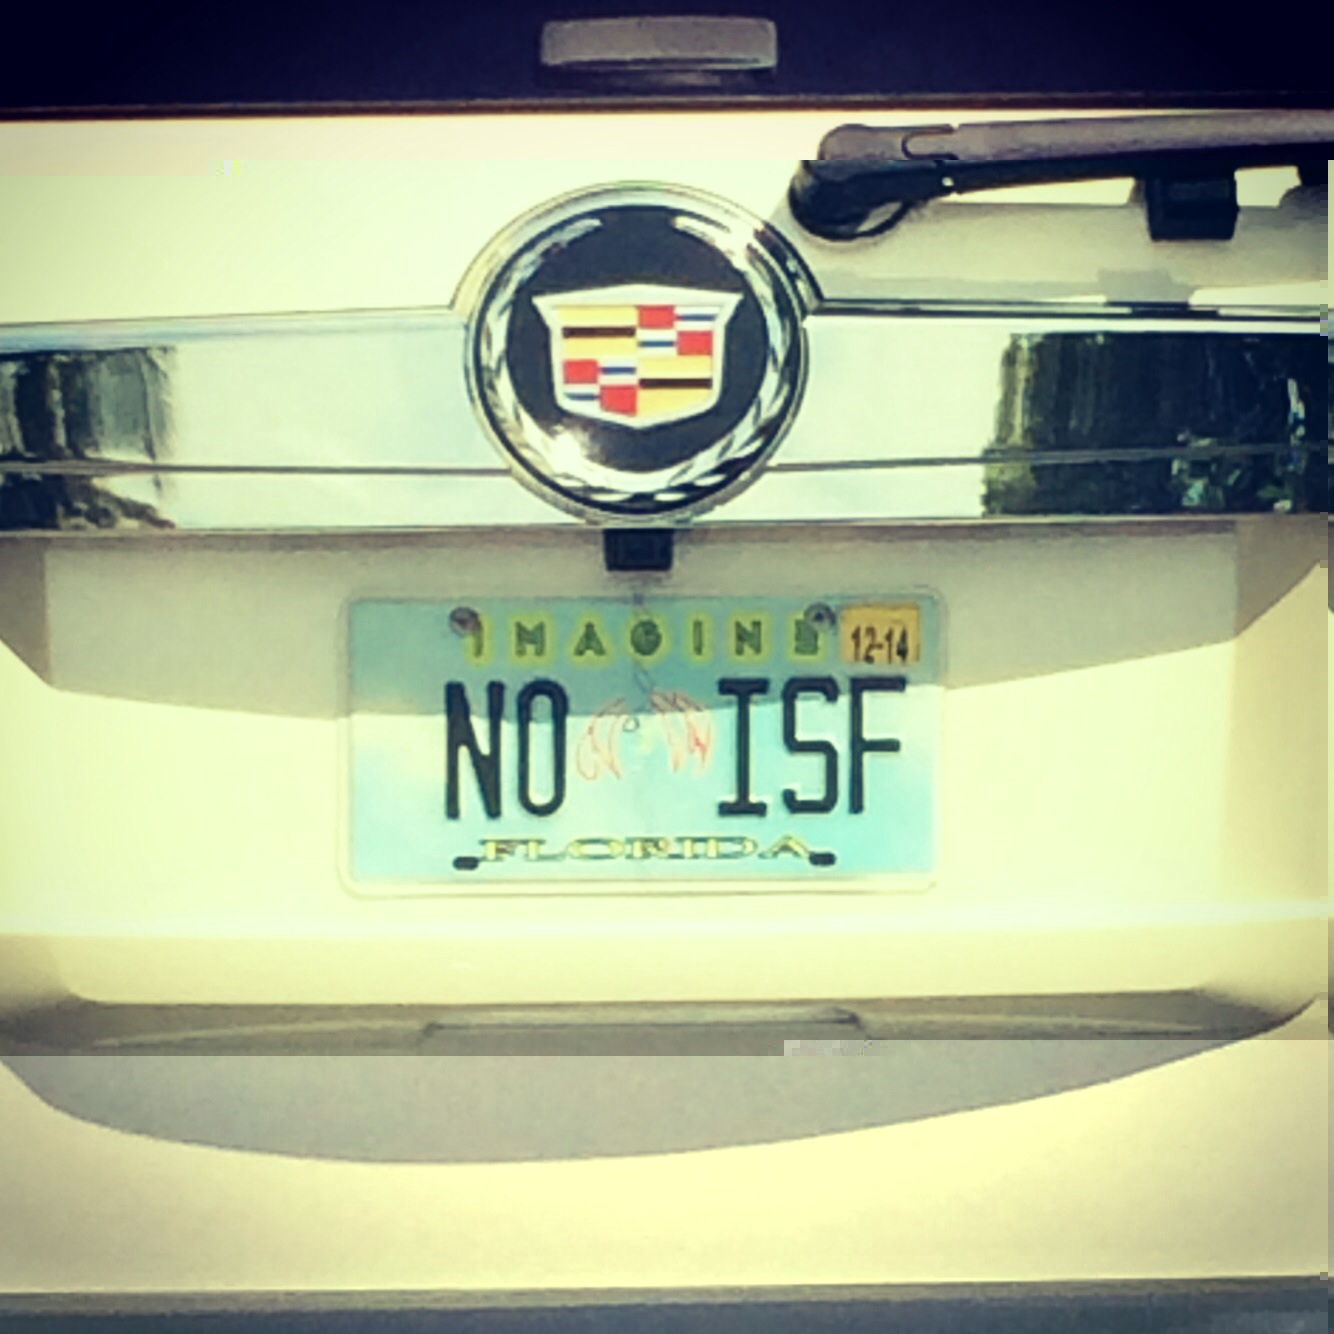 IMAGINE 12-14
NO ISF
FLORIDA